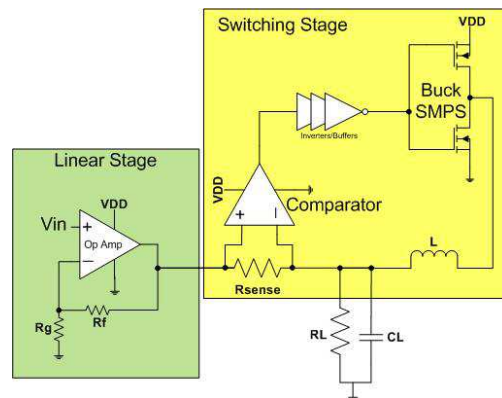 Switching Stage
VDD
Buck
SMPS
Inverters/Buffers
Linear Stage
VDD
Comparator
+
−
VDD
Vin
+
Op Amp
−
L
Rsense
Rf
Rg
RL
CL